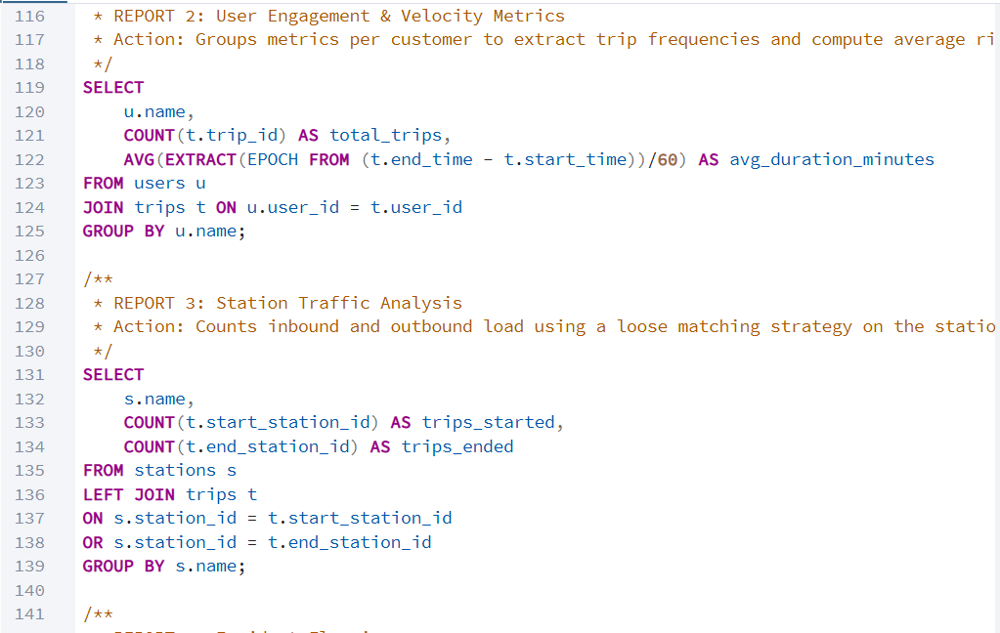 116 * REPORT 2: User Engagement & Velocity Metrics
117 * Action: Groups metrics per customer to extract trip frequencies and compute average ri
118 */
119 SELECT
120 u.name,
121 COUNT(t.trip_id) AS total_trips,
122 AVG(EXTRACT(EPOCH FROM (t.end_time - t.start_time))/60) AS avg_duration_minutes
123 FROM users u
124 JOIN trips t ON u.user_id = t.user_id
125 GROUP BY u.name;
126
127 /**
128 * REPORT 3: Station Traffic Analysis
129 * Action: Counts inbound and outbound load using a loose matching strategy on the statio
130 */
131 SELECT
132 s.name,
133 COUNT(t.start_station_id) AS trips_started,
134 COUNT(t.end_station_id) AS trips_ended
135 FROM stations s
136 LEFT JOIN trips t
137 ON s.station_id = t.start_station_id
138 OR s.station_id = t.end_station_id
139 GROUP BY s.name;
140
141 /**